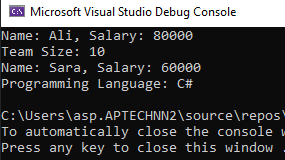 Microsoft Visual Studio Debug Console
Name: Ali, Salary: 80000
Team Size: 10
Name: Sara, Salary: 60000
Programming Language: C#
C:\Users\asp.APTECHNN2\source\repos\
To automatically close the console
Press any key to close this window .